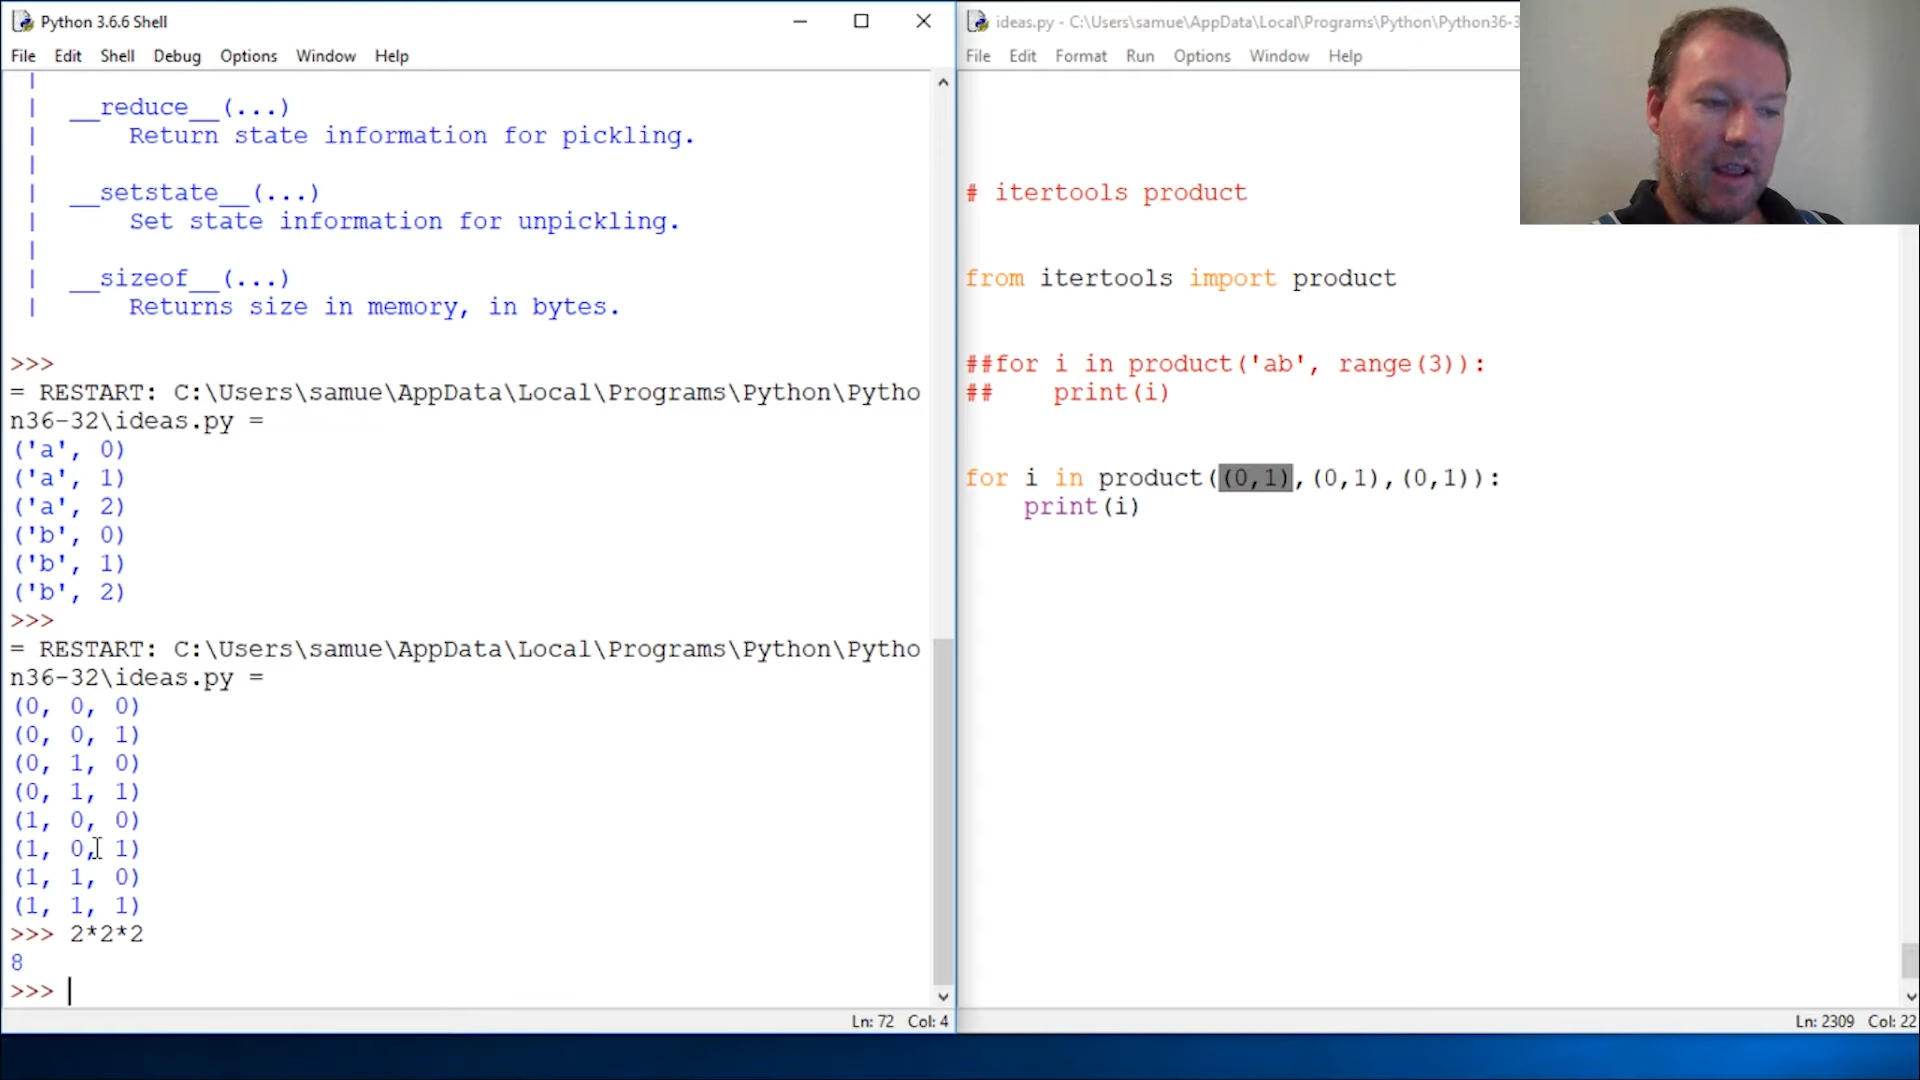 Python 3.6.6 Shell
File Edit Shell Debug Options Window Help
|
| __reduce__(...)
| Return state information for pickling.
|
| __setstate__(...)
| Set state information for unpickling.
|
| __sizeof__(...)
| Returns size in memory, in bytes.
>>>
= RESTART: C:\Users\samue\AppData\Local\Programs\Python\Pytho
n36-32\ideas.py =
('a', 0)
('a', 1)
('a', 2)
('b', 0)
('b', 1)
('b', 2)
>>>
= RESTART: C:\Users\samue\AppData\Local\Programs\Python\Pytho
n36-32\ideas.py =
(0, 0, 0)
(0, 0, 1)
(0, 1, 0)
(0, 1, 1)
(1, 0, 0)
(1, 0, 1)
(1, 1, 0)
(1, 1, 1)
>>> 2*2*2
8
>>>
Ln: 72 Col: 4
ideas.py - C:\Users\samue\AppData\Local\Programs\Python\Python36-3
File Edit Format Run Options Window Help
# itertools product
from itertools import product
##for i in product('ab', range(3)):
## print(i)
for i in product((0,1),(0,1),(0,1)):
print(i)
Ln: 2309 Col: 22